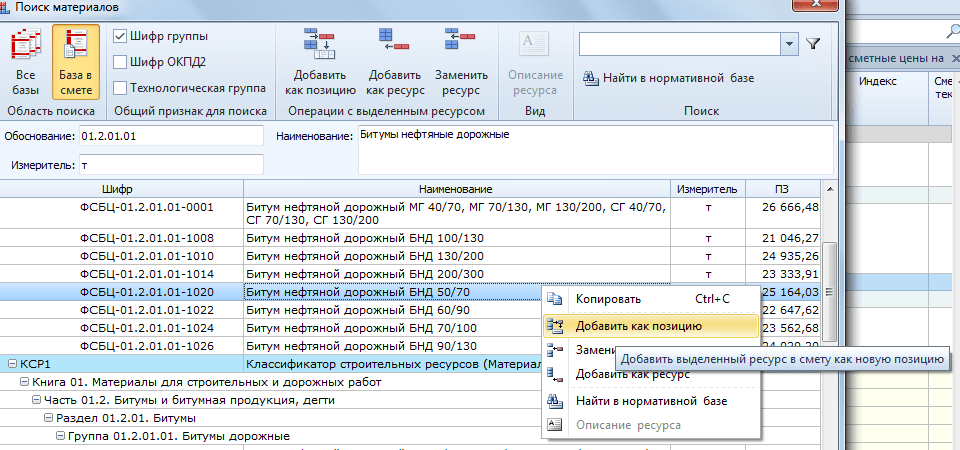 Поиск материалов
Все базы
База в смете
Шифр группы
Шифр ОКПД2
Технологическая группа
Добавить как позицию
Добавить как ресурс
Заменить ресурс
Описание ресурса
Найти в нормативной базе
Область поиска
Общий признак для поиска
Операции с выделенным ресурсом
Вид
Поиск
сметные цены на
Индекс
Обоснование: 01.2.01.01
Наименование: Битумы нефтяные дорожные
Измеритель: т
Шифр Наименование Измеритель ПЗ
ФСБЦ-01.2.01.01-0001 Битум нефтяной дорожный МГ 40/70, МГ 70/130, МГ 130/200, СГ 40/70, т 26 666,48
СГ 70/130, СГ 130/200
ФСБЦ-01.2.01.01-1008 Битум нефтяной дорожный БНД 100/130 т 21 046,27
ФСБЦ-01.2.01.01-1010 Битум нефтяной дорожный БНД 130/200 т 24 935,26
ФСБЦ-01.2.01.01-1014 Битум нефтяной дорожный БНД 200/300 т 23 333,91
ФСБЦ-01.2.01.01-1020 Битум нефтяной дорожный БНД 50/70 25 164,03
ФСБЦ-01.2.01.01-1022 Битум нефтяной дорожный БНД 60/90 22 647,62
ФСБЦ-01.2.01.01-1024 Битум нефтяной дорожный БНД 70/100 23 562,68
ФСБЦ-01.2.01.01-1026 Битум нефтяной дорожный БНД 90/130
КСР1 Классификатор строительных ресурсов (Материа
Книга 01. Материалы для строительных и дорожных работ
Часть 01.2. Битумы и битумная продукция, дегти
Раздел 01.2.01. Битумы
Группа 01.2.01.01. Битумы дорожные
Копировать Ctrl+C
Добавить как позицию
Замени
Добавить выделенный ресурс в смету как новую позицию
Добавить как ресурс
Найти в нормативной базе
Описание ресурса